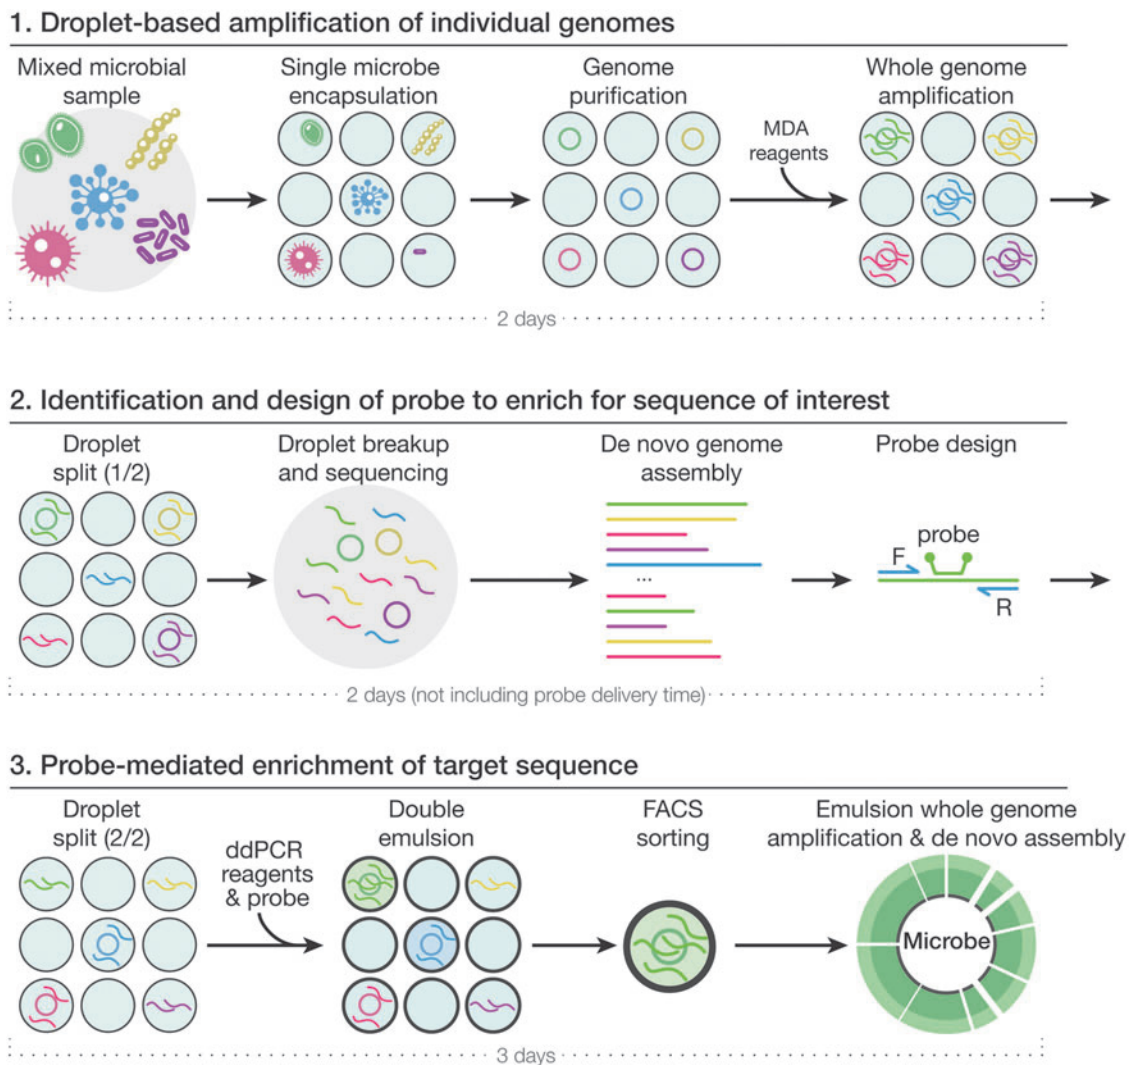 1. Droplet-based amplification of individual genomes
Mixed microbial
sample
Single microbe
encapsulation
Genome
purification
MDA
reagents
Whole genome
amplification
2 days
2. Identification and design of probe to enrich for sequence of interest
Droplet
split (1/2)
Droplet breakup
and sequencing
De novo genome
assembly
...
Probe design
probe
F
R
2 days (not including probe delivery time)
3. Probe-mediated enrichment of target sequence
Droplet
split (2/2)
ddPCR
reagents
& probe
Double
emulsion
FACS
sorting
Emulsion whole genome
amplification & de novo assembly
Microbe
3 days